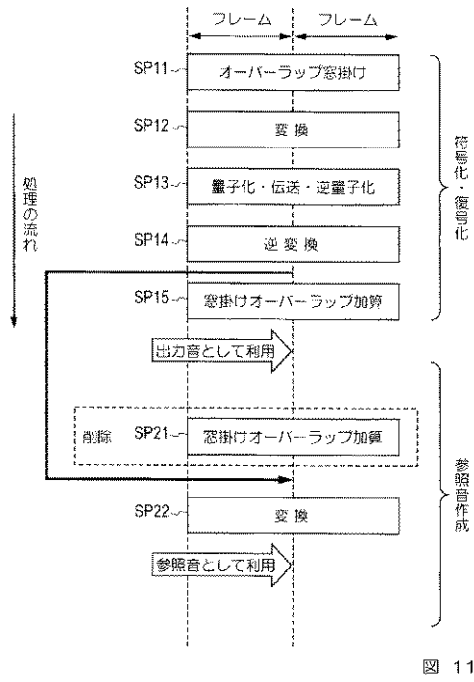 フレーム フレーム
SP11 オーバーラップ窓掛け
SP12 変換
SP13 量子化・伝送・逆量子化
SP14 逆変換
SP15 窓掛けオーバーラップ加算
出力音として利用
削除 SP21 窓掛けオーバーラップ加算
SP22 変換
参照音として利用
処理の流れ
符号化・復号化
参照音作成
図 11